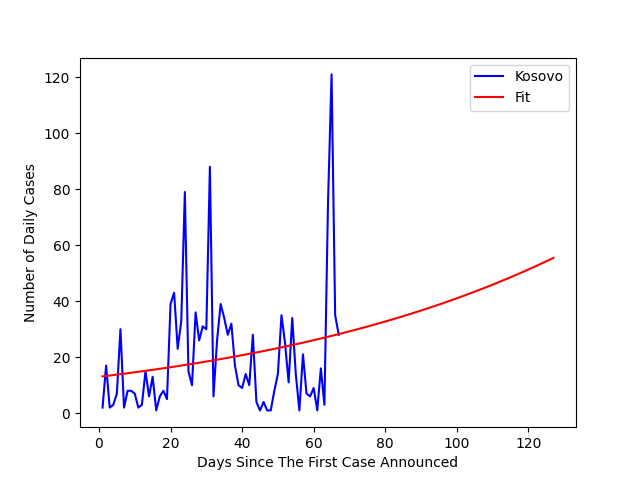 Kosovo
Fit
120
100
80
60
40
20
0
Number of Daily Cases
0 20 40 60 80 100 120
Days Since The First Case Announced